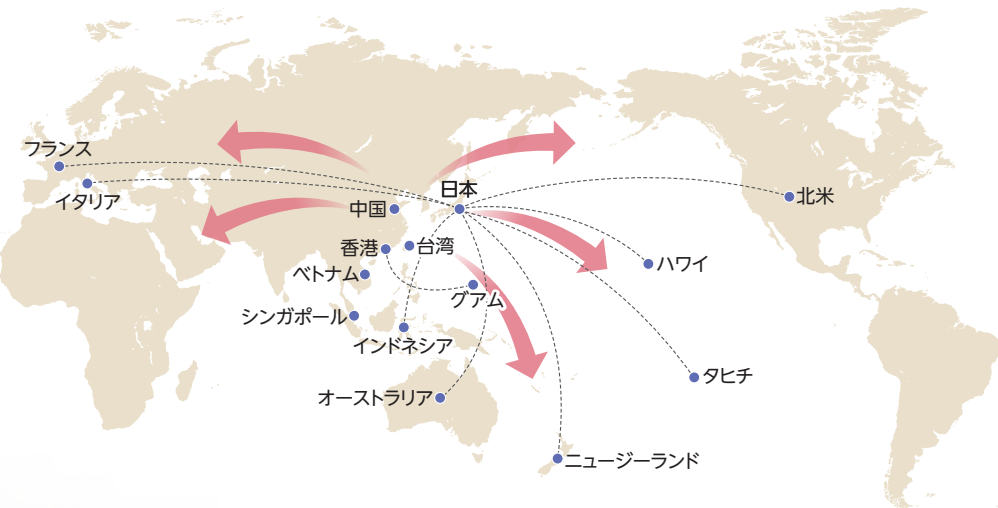 フランス
イタリア
日本
中国
北米
香港
台湾
ハワイ
ベトナム
グアム
シンガポール
インドネシア
タヒチ
オーストラリア
ニュージーランド